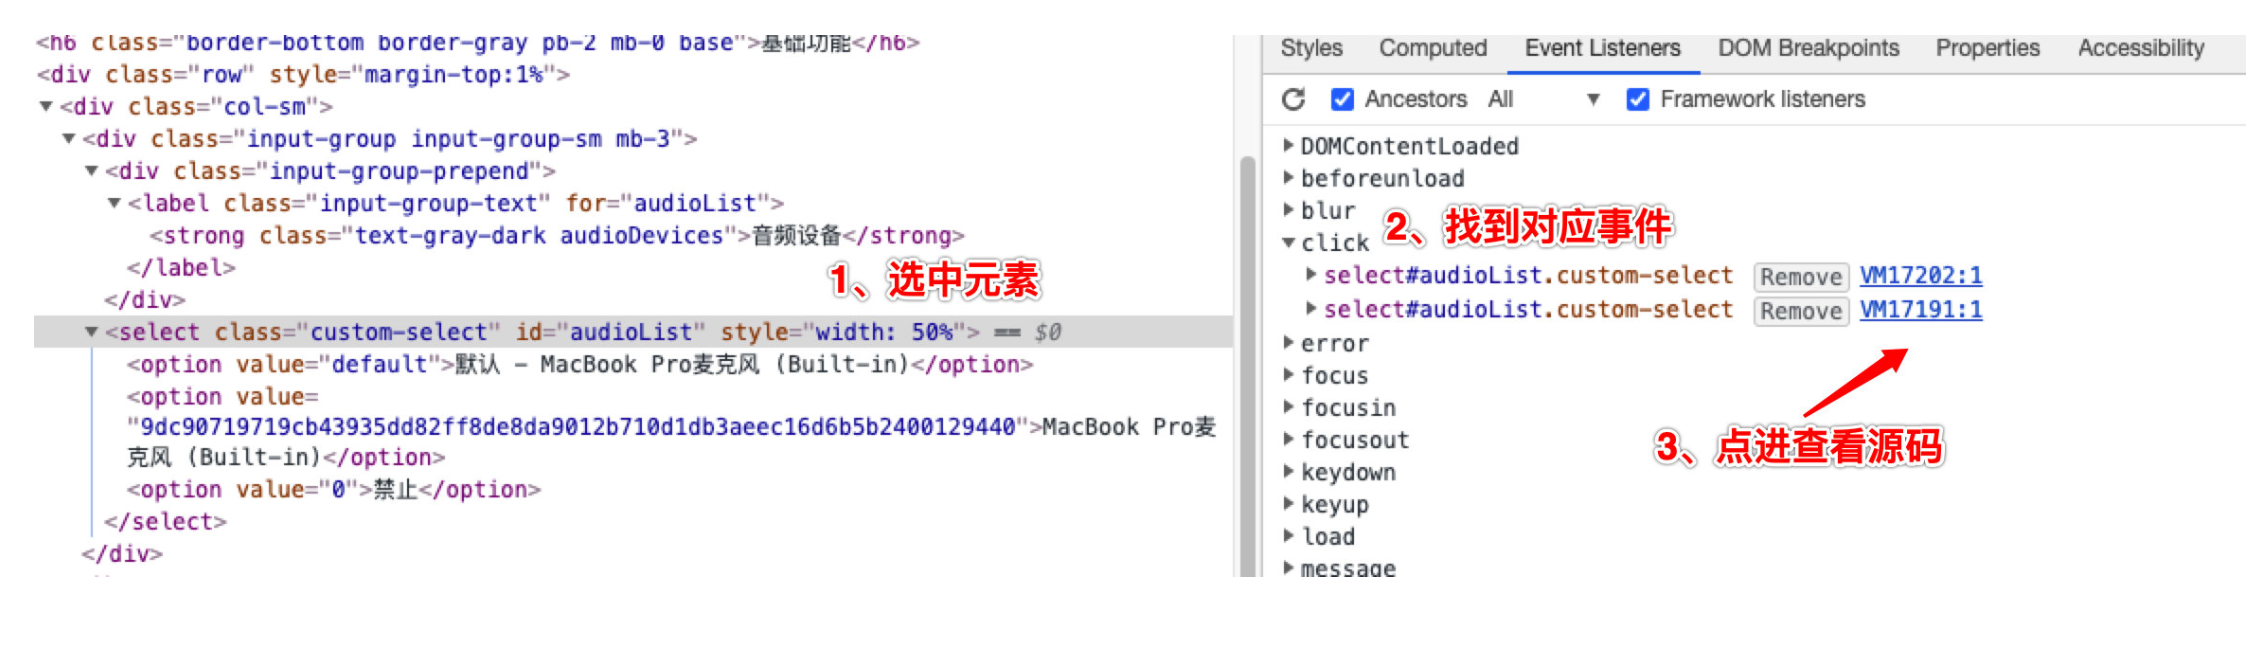 <h6 class="border-bottom border-gray pb-2 mb-0 base">基础功能</h6>
<div class="row" style="margin-top:1%">
▼<div class="col-sm">
▼<div class="input-group input-group-sm mb-3">
▼<div class="input-group-prepend">
▼<label class="input-group-text" for="audioList">
<strong class="text-gray-dark audioDevices">音频设备</strong>
</label>
1、选中元素
</div>
▼<select class="custom-select" id="audioList" style="width: 50%"> == $0
<option value="default">默认 - MacBook Pro麦克风 (Built-in)</option>
<option value=
"9dc90719719cb43935dd82ff8de8da9012b710d1db3aeec16d6b5b2400129440">MacBook Pro麦
克风 (Built-in)</option>
<option value="0">禁止</option>
</select>
</div>
Styles Computed Event Listeners DOM Breakpoints Properties Accessibility
Ancestors All ▼ Framework listeners
▶DOMContentLoaded
▶beforeunload
▶blur
2、找到对应事件
▼click
▶select#audioList.custom-select Remove VM17202:1
▶select#audioList.custom-select Remove VM17191:1
▶error
▶focus
▶focusin
▶focusout
3、点进查看源码
▶keydown
▶keyup
▶load
▶message